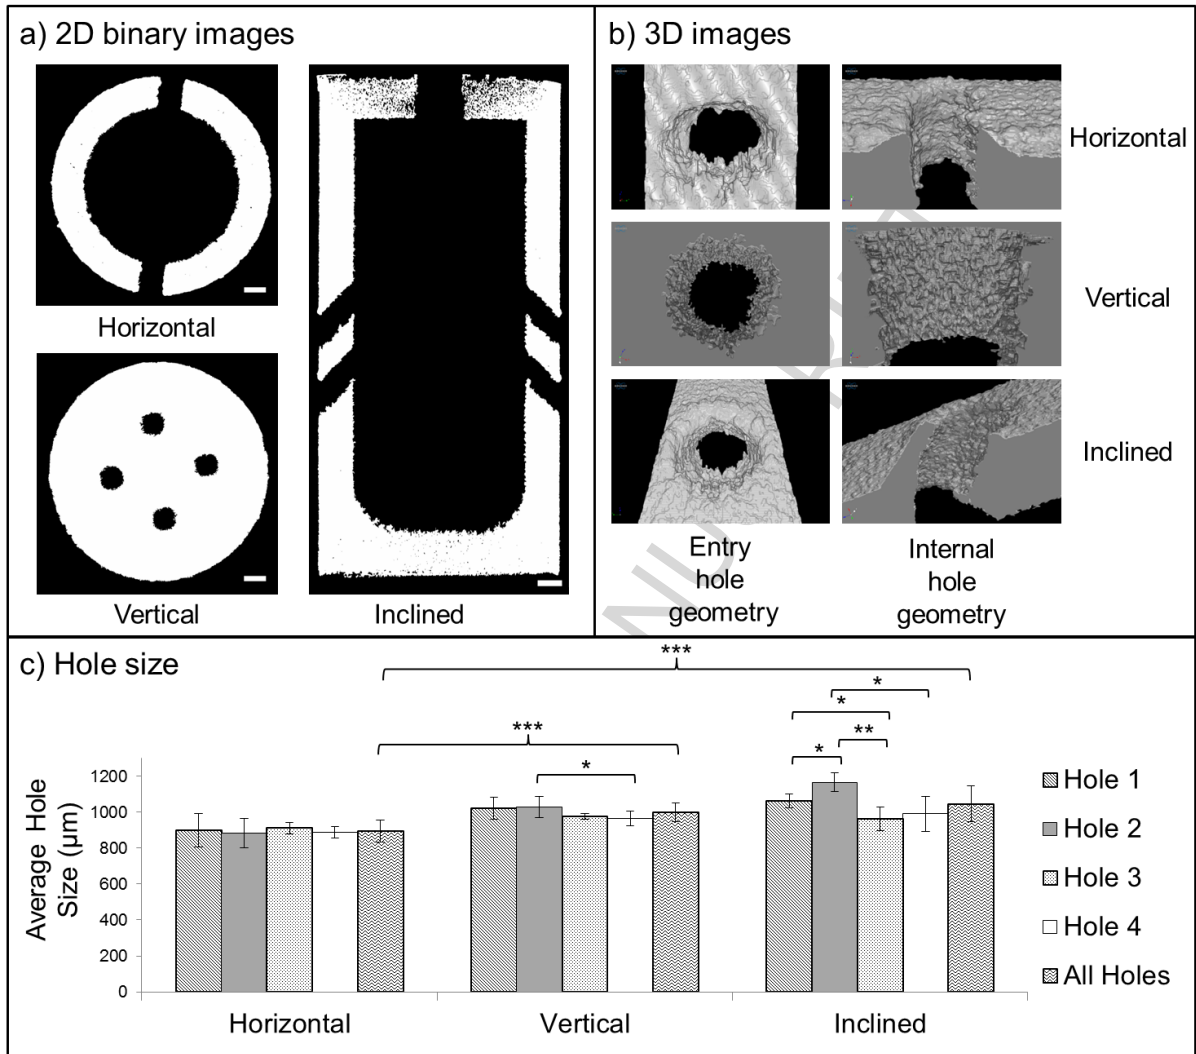 a) 2D binary images
Horizontal
Vertical
Inclined
b) 3D images
Horizontal
Vertical
Inclined
Entry
hole
geometry
Internal
hole
geometry
c) Hole size
***
***
*
*
*
*
**
Average Hole
Size (µm)
1200
1000
800
600
400
200
0
Horizontal
Vertical
Inclined
Hole 1
Hole 2
Hole 3
Hole 4
All Holes